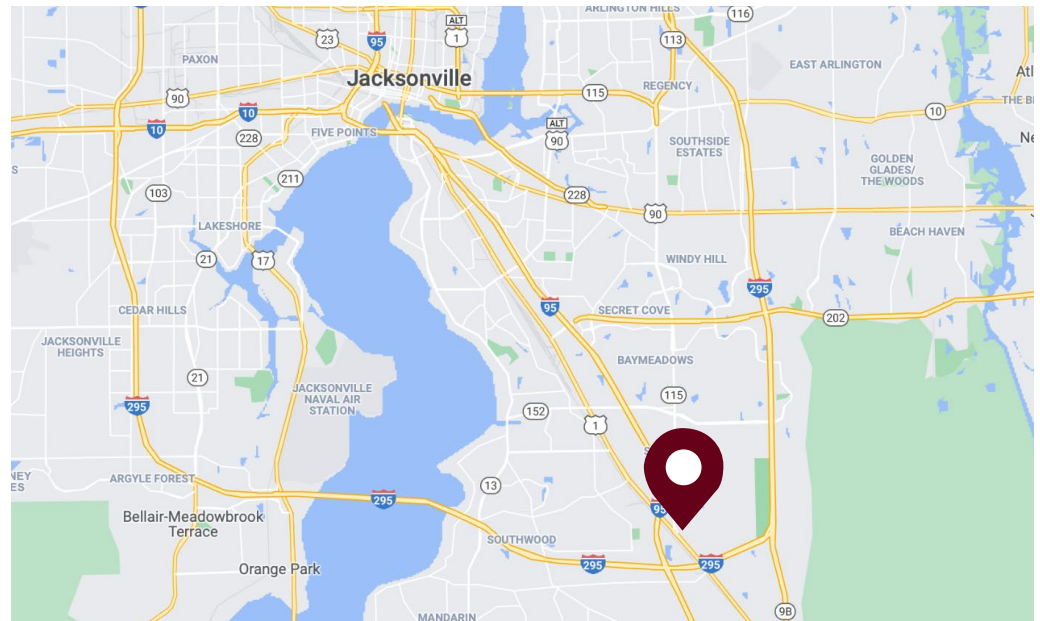 ARLINGTON HILLS
116
ALT
1
23
95
113
PAXON
EAST ARLINGTON
Jacksonville
REGENCY
90
115
10
10
228
FIVE POINTS
ALT
90
10
SOUTHSIDE
ESTATES
GOLDEN
GLADES/
THE WOODS
211
103
228
90
LAKESHORE
BEACH HAVEN
21
17
WINDY HILL
295
CEDAR HILLS
95
SECRET COVE
202
JACKSONVILLE
HEIGHTS
BAYMEADOWS
21
JACKSONVILLE
NAVAL AIR
STATION
115
295
152
1
ARGYLE FOREST
13
295
95
Bellair-Meadowbrook
Terrace
SOUTHWOOD
295
295
Orange Park
9B
MANDARIN